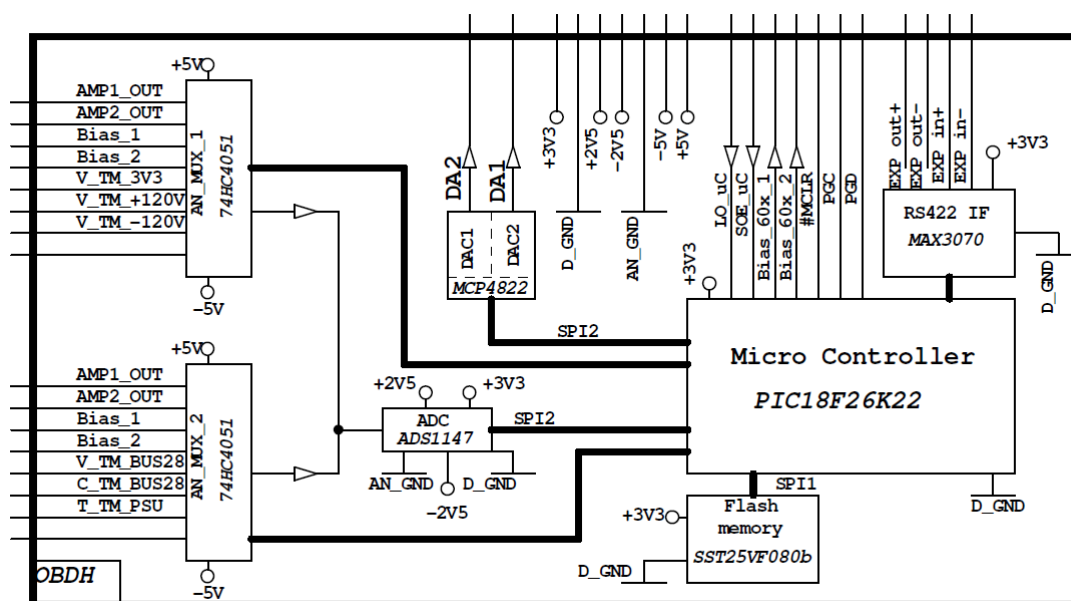 +5V
AMP1_OUT
AMP2_OUT
Bias_1
Bias_2
V_TM_3V3
V_TM_+120V
V_TM_-120V
AN_MUX_1
74HC4051
-5V
+5V
AMP1_OUT
AMP2_OUT
Bias_1
Bias_2
V_TM_BUS28
C_TM_BUS28
T_TM_PSU
AN_MUX_2
74HC4051
-5V
OBDH
DA2
DA1
DAC1
DAC2
MCP4822
SPI2
+3V3
D_GND
+2V5
-2V5
AN_GND
-5V
+5V
+2V5
+3V3
ADC
ADS1147
SPI2
AN_GND
-2V5
D_GND
LO_uC
SOE_uC
Bias_60x_1
Bias_60x_2
#MCLR
PGC
PGD
EXP out+
EXP out-
EXP in+
EXP in-
+3V3
RS422 IF
MAX3070
D_GND
+3V3
Micro Controller
PIC18F26K22
D_GND
SPI1
+3V3
Flash
memory
SST25VF080b
D_GND